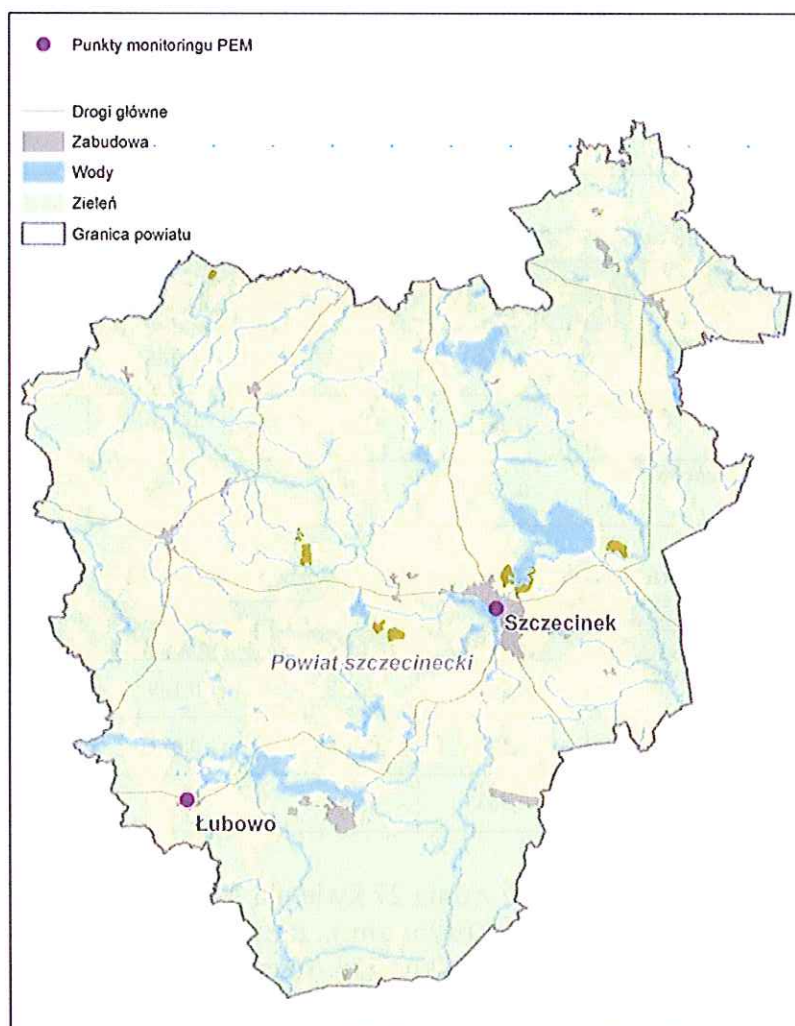 Punkty monitoringu PEM
Drogi główne
Zabudowa
Wody
Zieleń
Granica powiatu
Szczecinek
Powiat szczecinecki
Łubowo